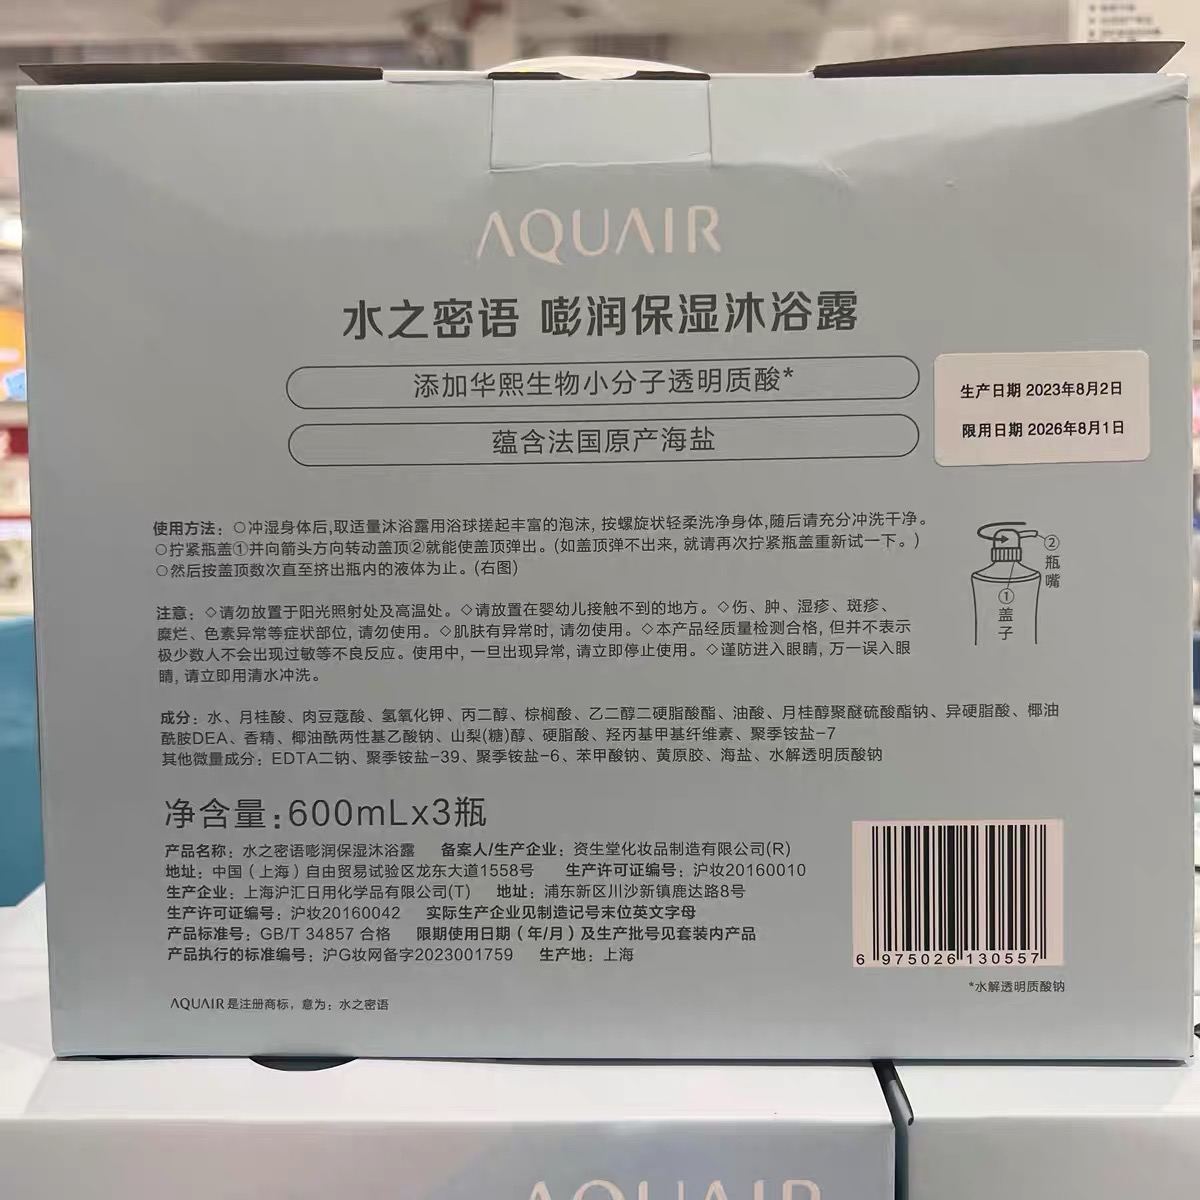 AQUAIR
水之密语 嘭润保湿沐浴露
添加华熙生物小分子透明质酸*
蕴含法国原产海盐
生产日期 2023年8月2日
限用日期 2026年8月1日
使用方法：○冲湿身体后,取适量沐浴露用浴球搓起丰富的泡沫, 按螺旋状轻柔洗净身体,随后请充分冲洗干净。
○拧紧瓶盖①并向箭头方向转动盖顶②就能使盖顶弹出。(如盖顶弹不出来, 就请再次拧紧瓶盖重新试一下。)
○然后按盖顶数次直至挤出瓶内的液体为止。(右图)
②瓶嘴
①盖子
注意：◇请勿放置于阳光照射处及高温处。◇请放置在婴幼儿接触不到的地方。◇伤、肿、湿疹、斑疹、
糜烂、色素异常等症状部位, 请勿使用。◇肌肤有异常时, 请勿使用。◇本产品经质量检测合格, 但并不表示
极少数人不会出现过敏等不良反应。使用中, 一旦出现异常, 请立即停止使用。◇谨防进入眼睛, 万一误入眼
睛, 请立即用清水冲洗。
成分：水、月桂酸、肉豆蔻酸、氢氧化钾、丙二醇、棕榈酸、乙二醇二硬脂酸酯、油酸、月桂醇聚醚硫酸酯钠、异硬脂酸、椰油
酰胺DEA、香精、椰油酰两性基乙酸钠、山梨(糖)醇、硬脂酸、羟丙基甲基纤维素、聚季铵盐-7
其他微量成分：EDTA二钠、聚季铵盐-39、聚季铵盐-6、苯甲酸钠、黄原胶、海盐、水解透明质酸钠
净含量:600mLx3瓶
产品名称：水之密语嘭润保湿沐浴露 备案人/生产企业：资生堂化妆品制造有限公司(R)
地址：中国（上海）自由贸易试验区龙东大道1558号 生产许可证编号：沪妆20160010
生产企业：上海沪汇日用化学品有限公司(T) 地址：浦东新区川沙新镇鹿达路8号
生产许可证编号：沪妆20160042 实际生产企业见制造记号末位英文字母
产品标准号：GB/T 34857 合格 限期使用日期（年/月）及生产批号见套装内产品
产品执行的标准编号：沪G妆网备字2023001759 生产地：上海
6 975026 130557
*水解透明质酸钠
AQUAIR是注册商标，意为：水之密语
AQUAIR